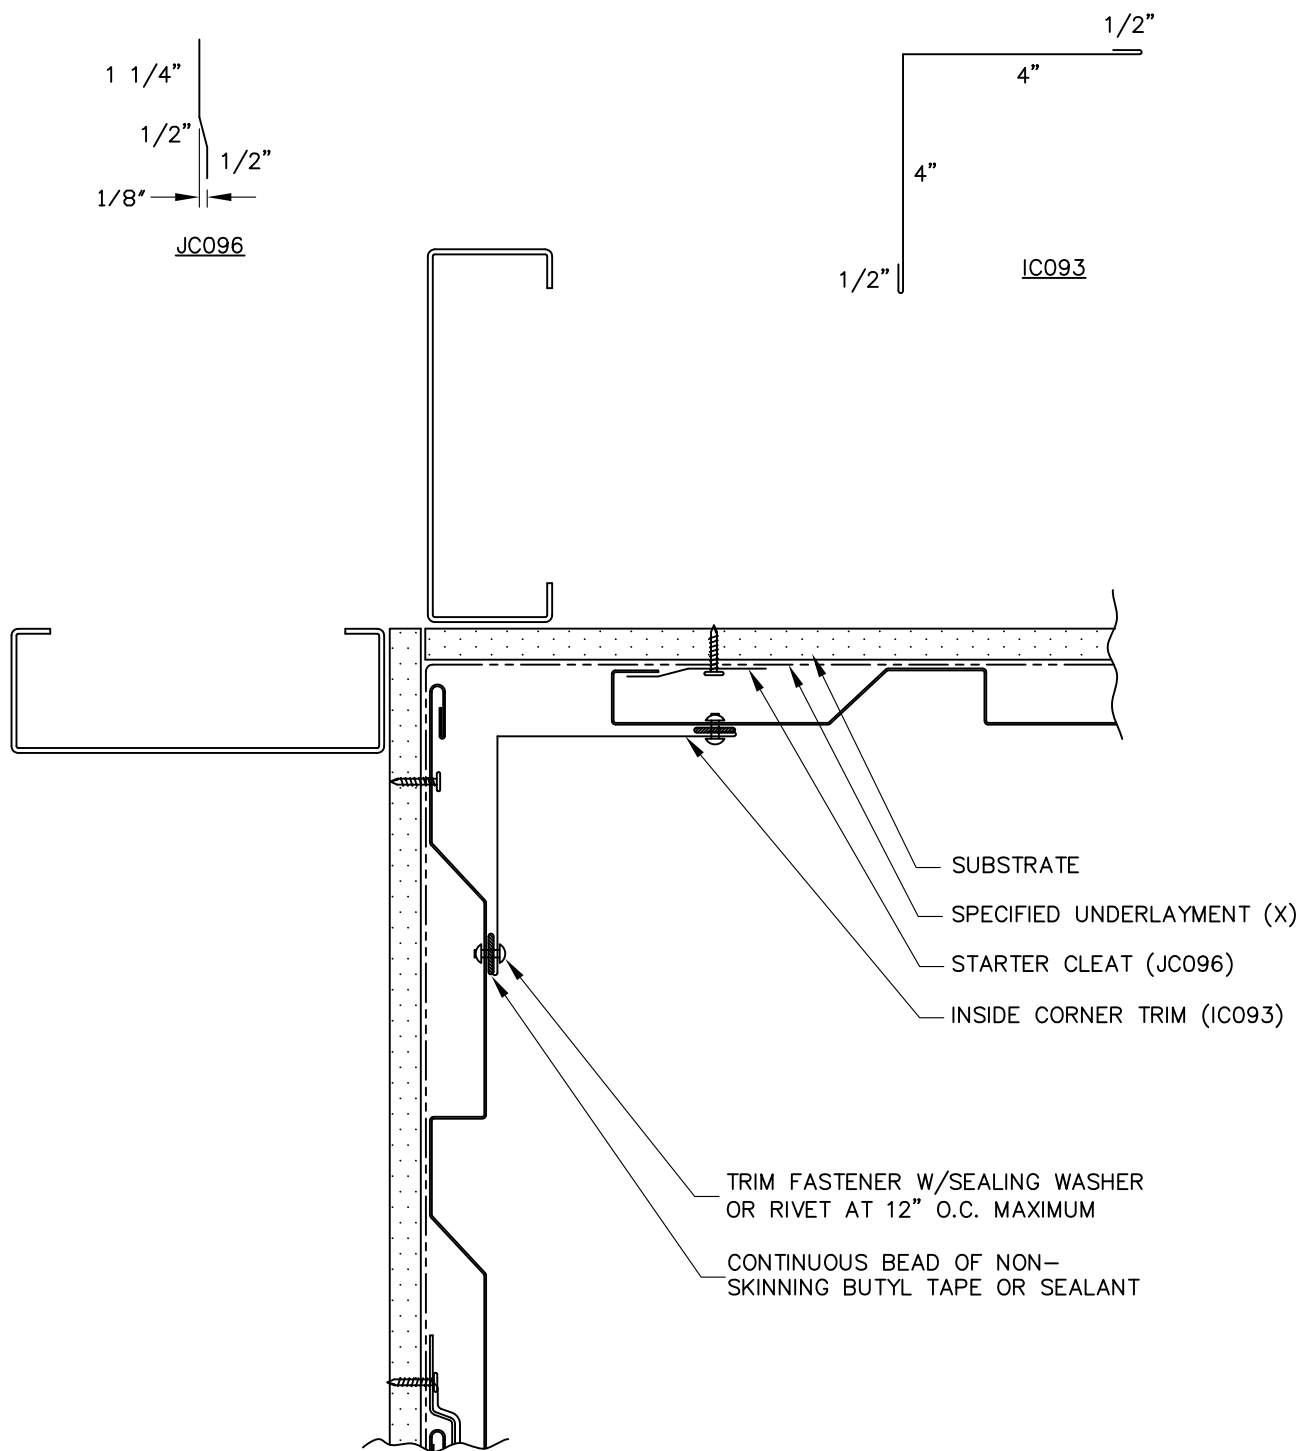 1/2”
1 1/4”
4”
1/2”
1/2”
4”
1/8"
JC096
IC093
1/2”
SUBSTRATE
SPECIFIED UNDERLAYMENT (X)
STARTER CLEAT (JC096)
INSIDE CORNER TRIM (IC093)
TRIM FASTENER W/SEALING WASHER
OR RIVET AT 12” O.C. MAXIMUM
CONTINUOUS BEAD OF NON–
SKINNING BUTYL TAPE OR SEALANT